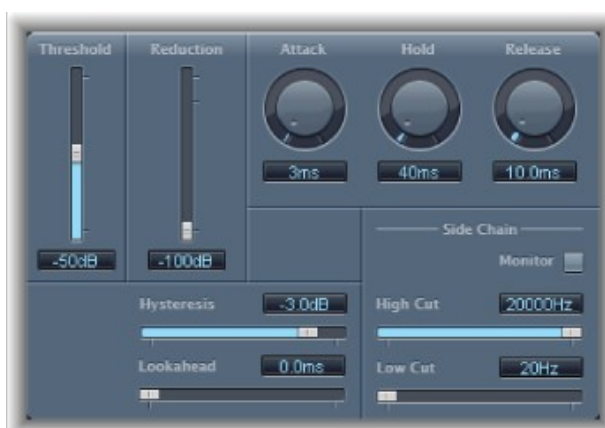 Threshold Reduction Attack Hold Release
3ms 40ms 10.0ms
Side Chain
-50dB -100dB Monitor
Hysteresis -3.0dB High Cut 20000Hz
Lookahead 0.0ms Low Cut 20Hz